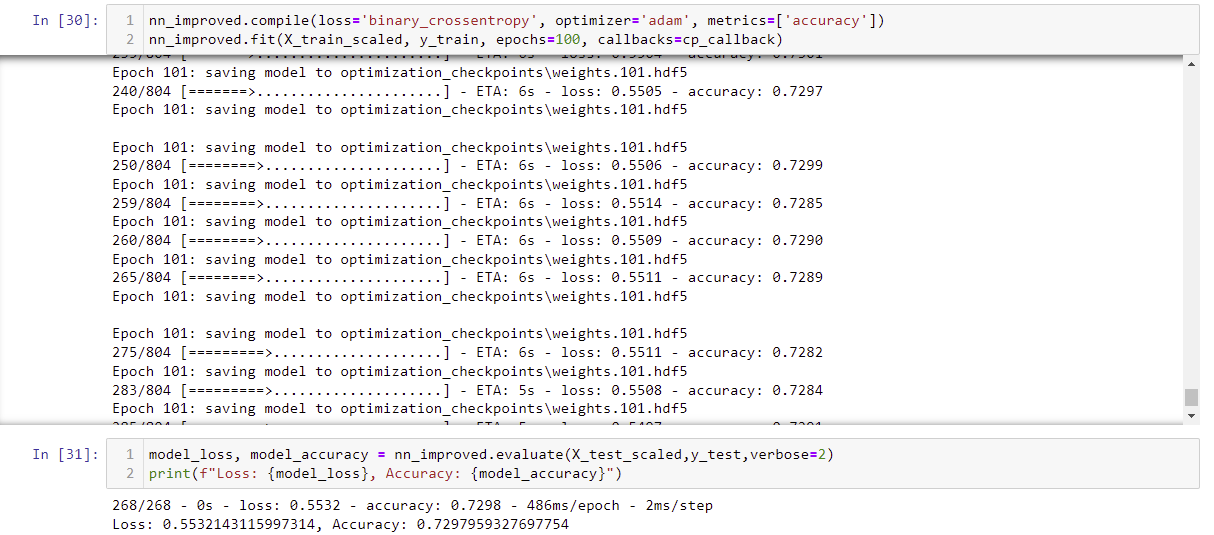 In [30]:
1 nn_improved.compile(loss='binary_crossentropy', optimizer='adam', metrics=['accuracy'])
2 nn_improved.fit(X_train_scaled, y_train, epochs=100, callbacks=cp_callback)
Epoch 101: saving model to optimization_checkpoints\weights.101.hdf5
240/804 [=======>......................] - ETA: 6s - loss: 0.5505 - accuracy: 0.7297
Epoch 101: saving model to optimization_checkpoints\weights.101.hdf5
Epoch 101: saving model to optimization_checkpoints\weights.101.hdf5
250/804 [========>.....................] - ETA: 6s - loss: 0.5506 - accuracy: 0.7299
Epoch 101: saving model to optimization_checkpoints\weights.101.hdf5
259/804 [========>.....................] - ETA: 6s - loss: 0.5514 - accuracy: 0.7285
Epoch 101: saving model to optimization_checkpoints\weights.101.hdf5
260/804 [========>.....................] - ETA: 6s - loss: 0.5509 - accuracy: 0.7290
Epoch 101: saving model to optimization_checkpoints\weights.101.hdf5
265/804 [========>.....................] - ETA: 6s - loss: 0.5511 - accuracy: 0.7289
Epoch 101: saving model to optimization_checkpoints\weights.101.hdf5
Epoch 101: saving model to optimization_checkpoints\weights.101.hdf5
275/804 [=========>....................] - ETA: 6s - loss: 0.5511 - accuracy: 0.7282
Epoch 101: saving model to optimization_checkpoints\weights.101.hdf5
283/804 [=========>....................] - ETA: 5s - loss: 0.5508 - accuracy: 0.7284
Epoch 101: saving model to optimization_checkpoints\weights.101.hdf5
In [31]:
1 model_loss, model_accuracy = nn_improved.evaluate(X_test_scaled,y_test,verbose=2)
2 print(f"Loss: {model_loss}, Accuracy: {model_accuracy}")
268/268 - 0s - loss: 0.5532 - accuracy: 0.7298 - 486ms/epoch - 2ms/step
Loss: 0.5532143115997314, Accuracy: 0.7297959327697754